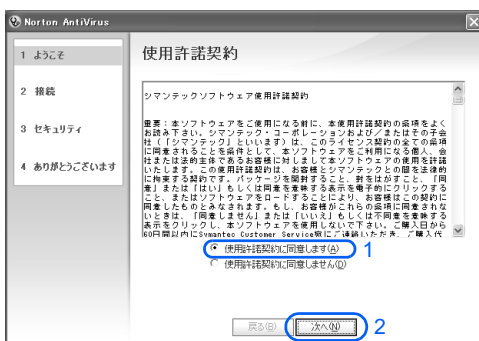 Norton AntiVirus
1 ようこそ
2 接続
3 セキュリティ
4 ありがとうございます
使用許諾契約
シマンテックソフトウェア使用許諾契約
重要：本ソフトウェアをご使用になる前に、本使用許諾契約の条項をよく
お読み下さい。シマンテック・コーポレーションおよび／またはその子会
社（「シマンテック」といいます）は、このライセンス契約の全ての条項
に同意されることを条件として、本ソフトウェアをご利用になる個人、会
社または法的主体であるお客様に対しまして本ソフトウェアの使用を許諾
いたします。この使用許諾契約は、お客様とシマンテックとの間を法律的
に拘束する契約です。パッケージを開封すること、封をはがすこと、「同
意」または「はい」もしくは同意を意味する表示を電子的にクリックする
こと、またはソフトウェアをロードすることにより、お客様はこの契約に
同意したものとみなされます。もし、お客様がこれらの条項に同意されな
いときは、「同意しません」または「いいえ」もしくは不同意を意味する
表示をクリックし、本ソフトウェアを使用しないで下さい。ご購入日から
60日間以内にSymantec Customer Service宛にご連絡いただき、ご購入代
使用許諾契約に同意します(A) 1
使用許諾契約に同意しません(D)
戻る(B) 次へ(N) 2